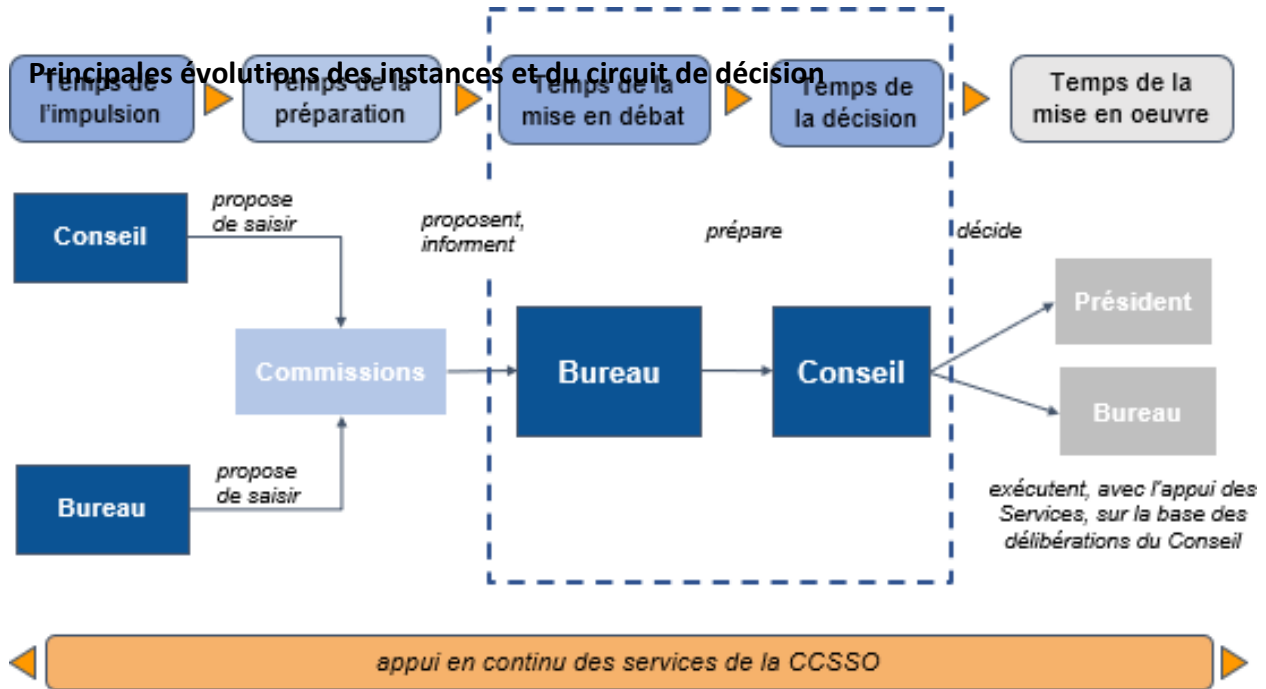 Principales évolutions des instances et du circuit de décision
Temps de
l'impulsion
Temps de la
préparation
Temps de la
mise en débat
Temps de
la décision
Temps de la
mise en oeuvre
Conseil
propose
de saisir
proposent,
informent
prépare
décide
Commissions
Bureau
Conseil
Président
Bureau
Bureau
propose
de saisir
exécutent, avec l'appui des
Services, sur la base des
délibérations du Conseil
appui en continu des services de la CCSSO